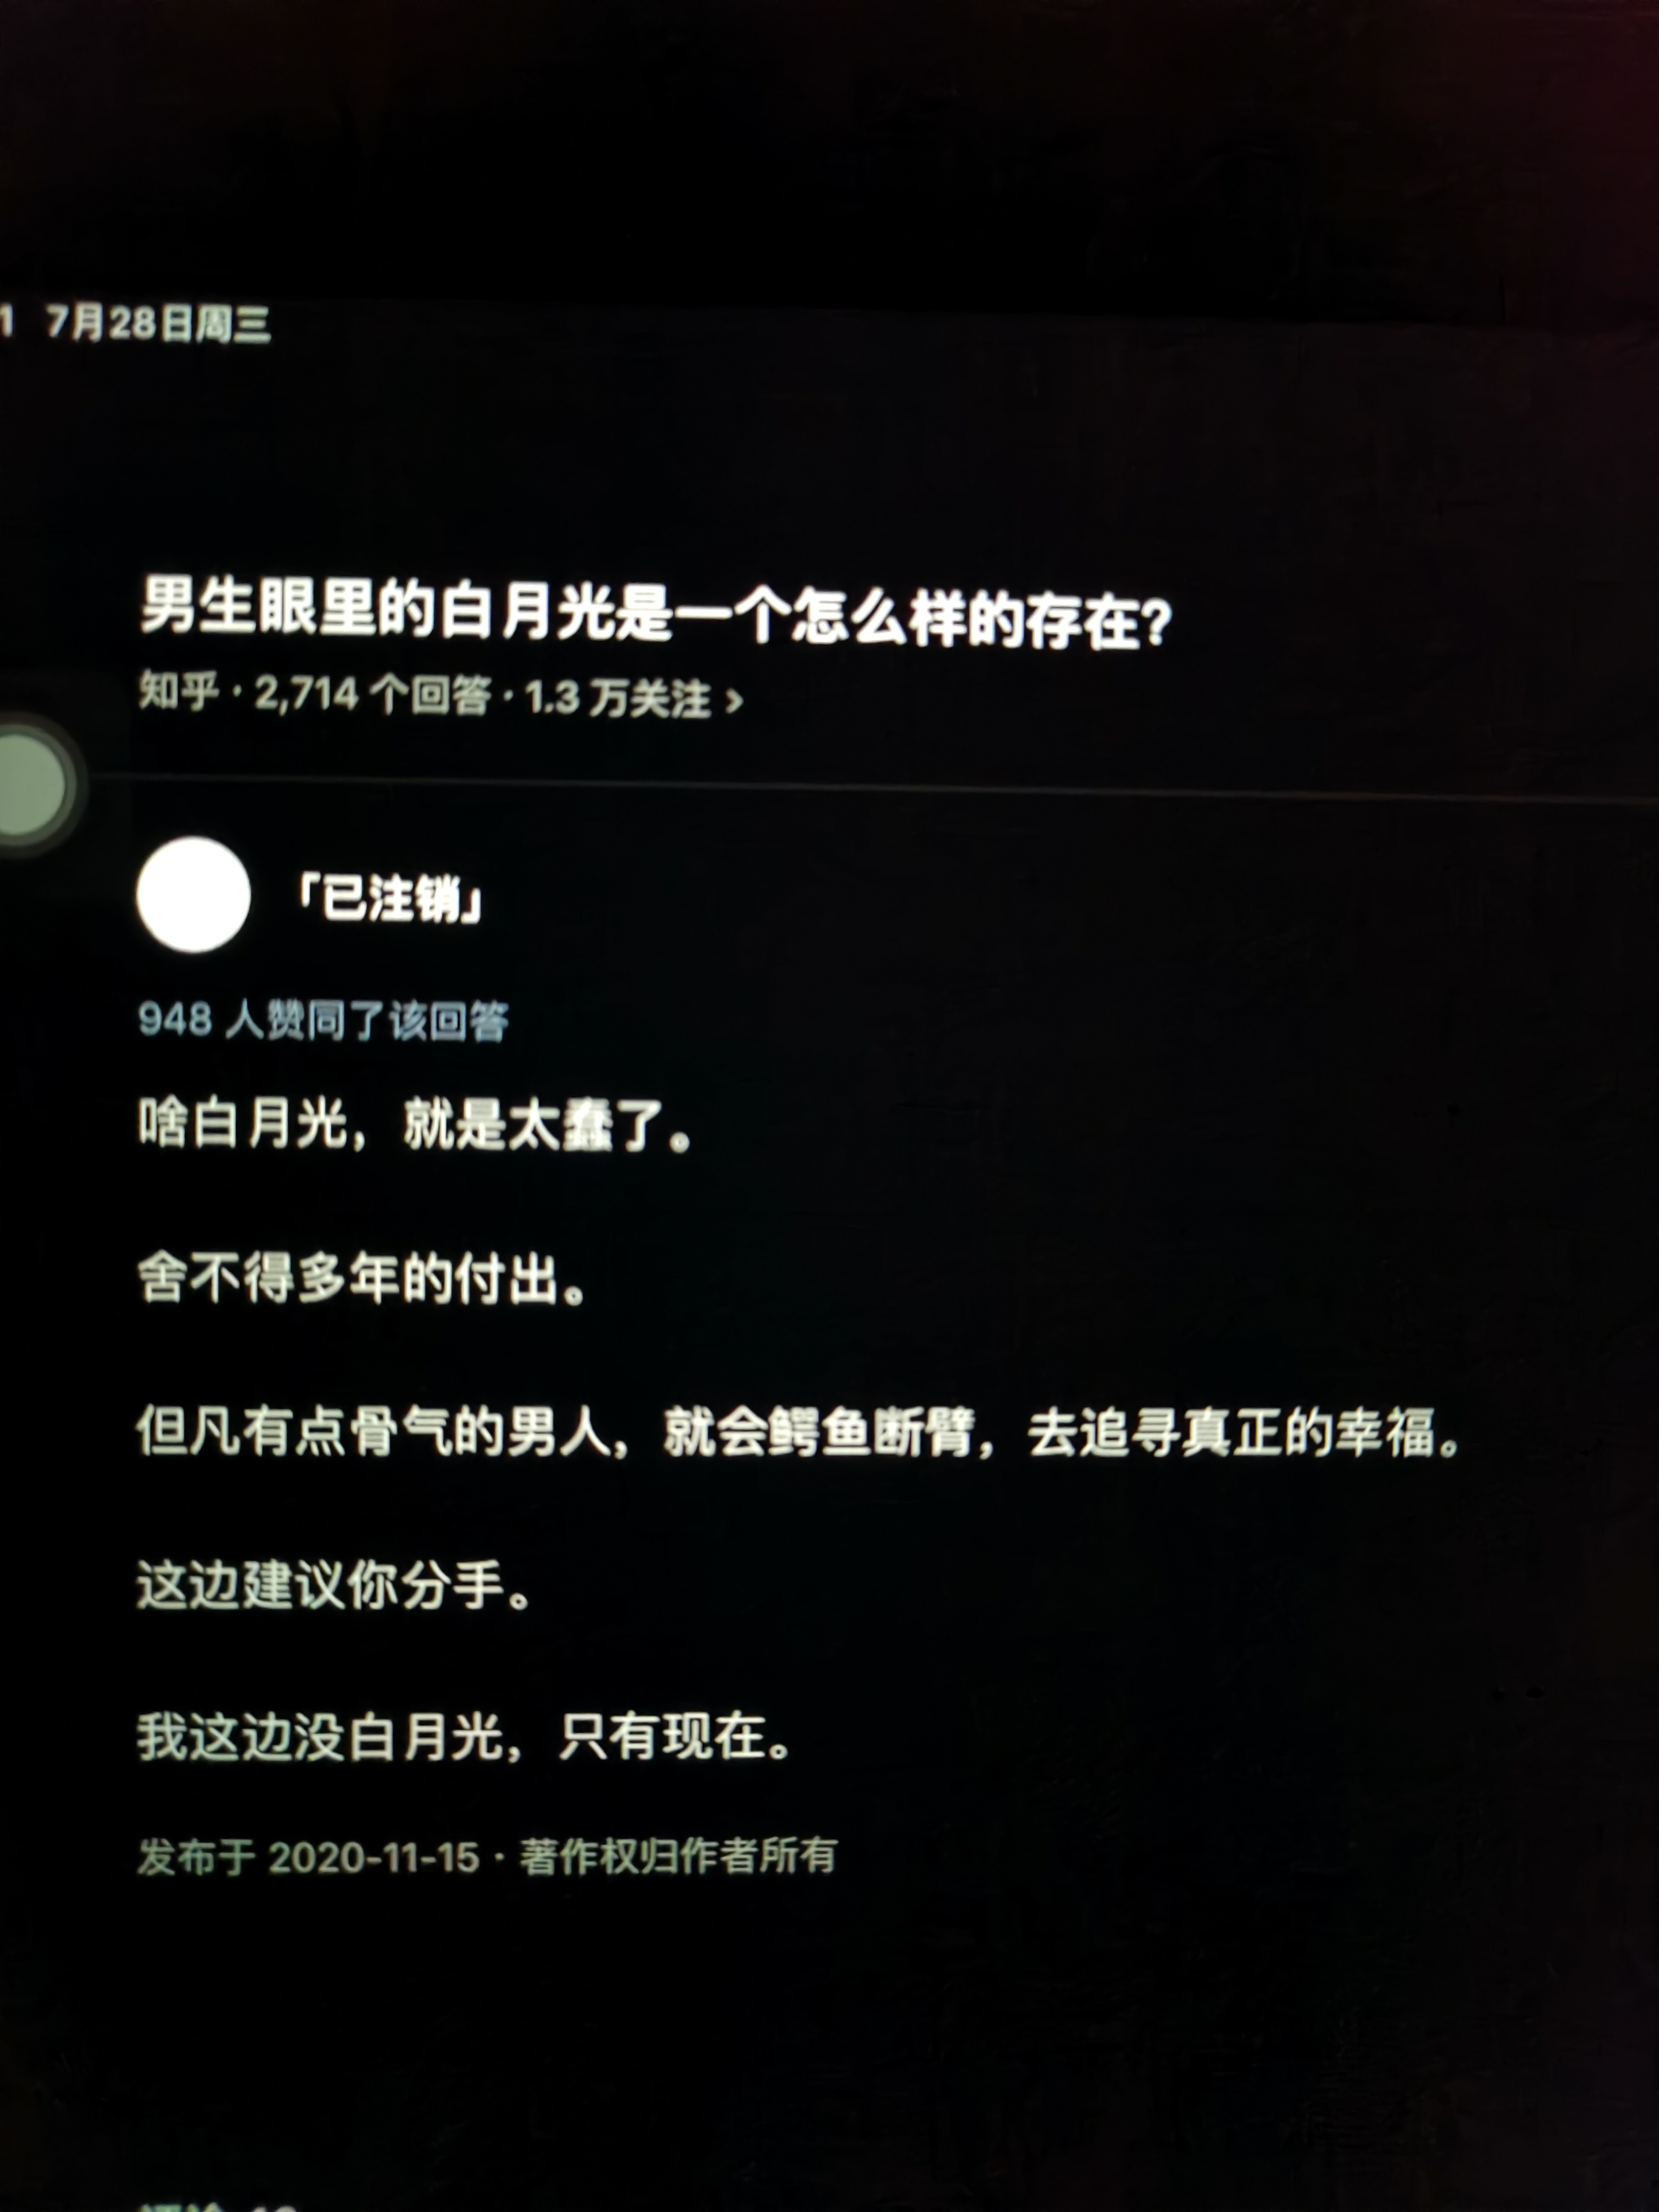 1 7月28日周三
男生眼里的白月光是一个怎么样的存在?
知乎 · 2,714 个回答 · 1.3 万关注 >
「已注销」
948 人赞同了该回答
啥白月光，就是太蠢了。
舍不得多年的付出。
但凡有点骨气的男人，就会鳄鱼断臂，去追寻真正的幸福。
这边建议你分手。
我这边没白月光，只有现在。
发布于 2020-11-15 · 著作权归作者所有